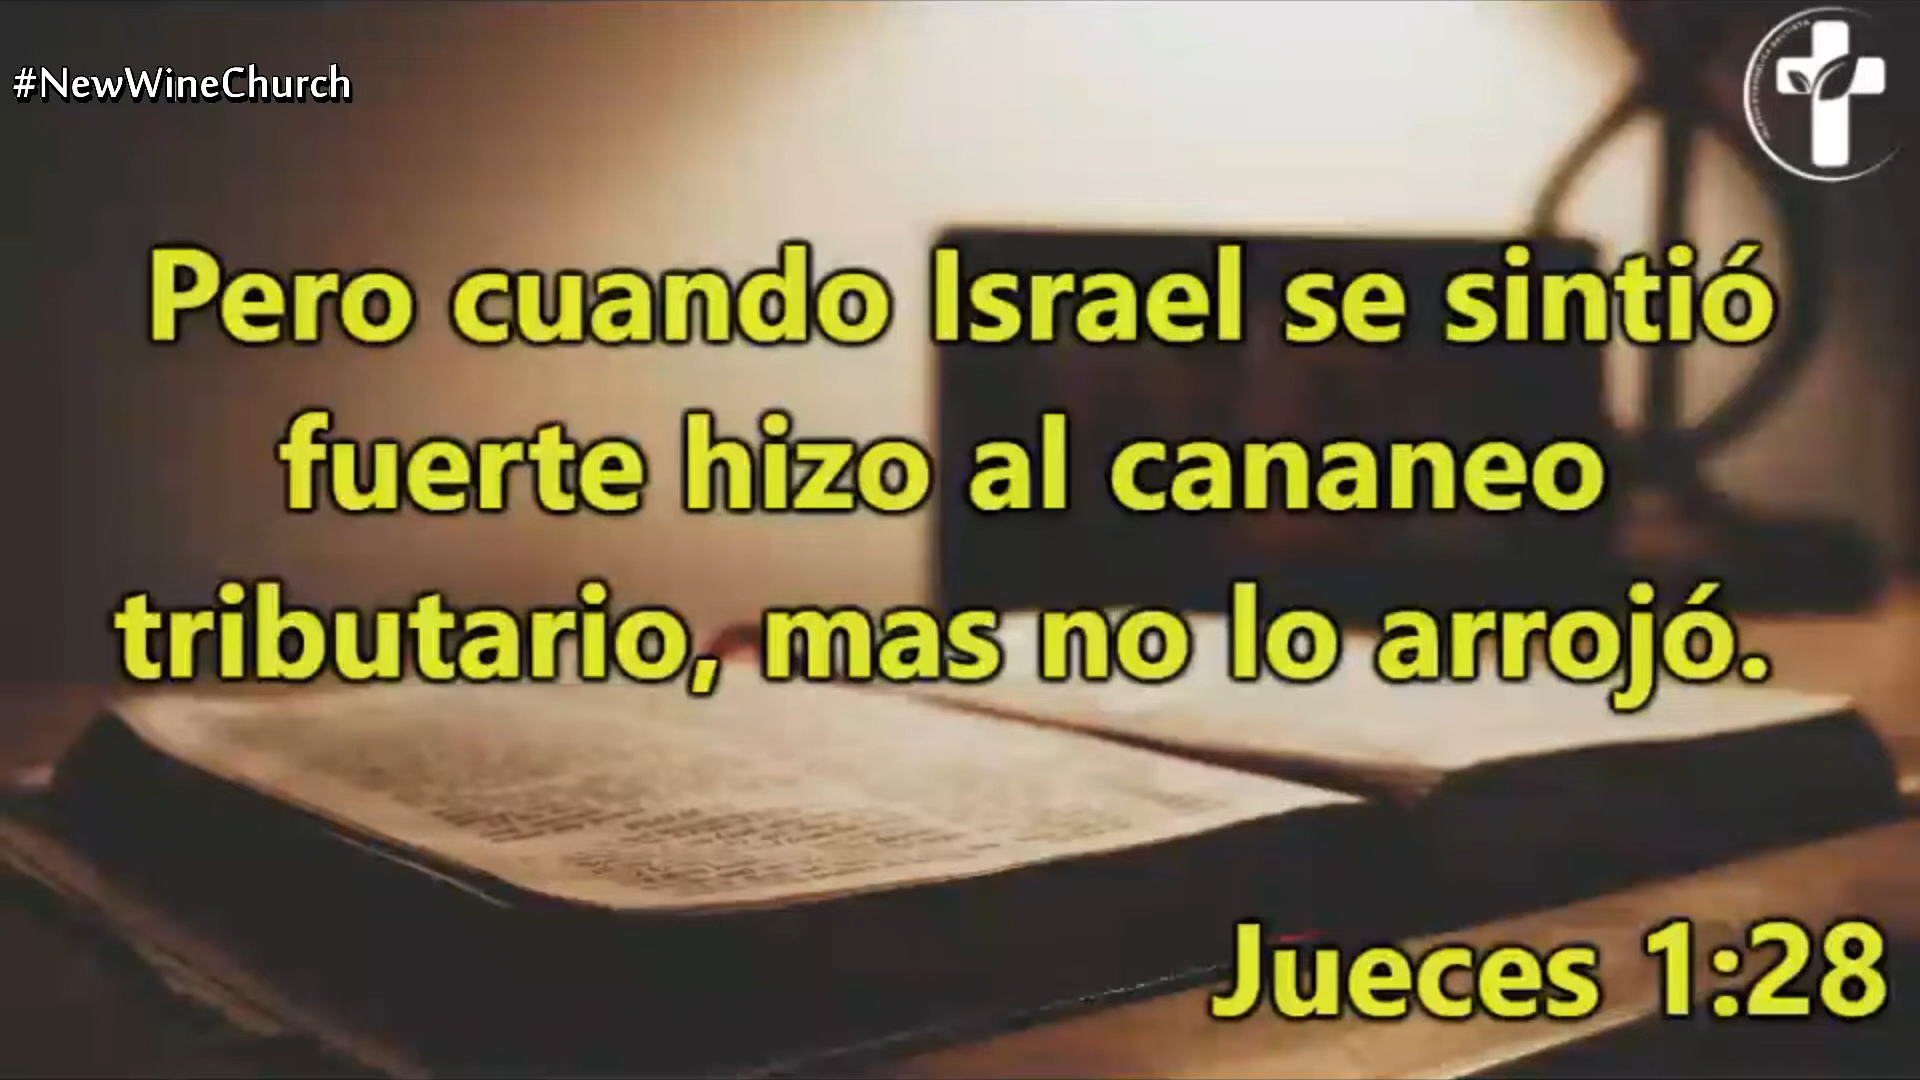 #NewWineChurch
Pero cuando Israel se sintió
fuerte hizo al cananeo
tributario, mas no lo arrojó.
Jueces 1:28